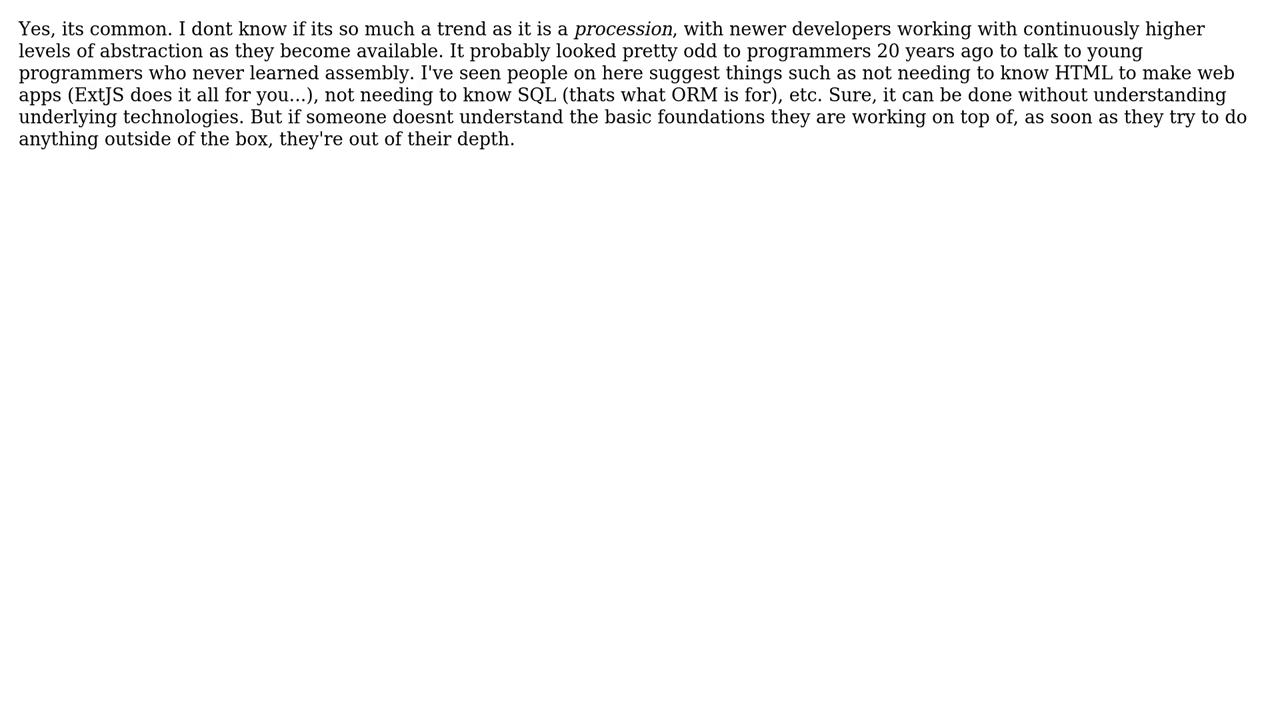 Yes, its common. I dont know if its so much a trend as it is a procession, with newer developers working with continuously higher
levels of abstraction as they become available. It probably looked pretty odd to programmers 20 years ago to talk to young
programmers who never learned assembly. I've seen people on here suggest things such as not needing to know HTML to make web
apps (ExtJS does it all for you...), not needing to know SQL (thats what ORM is for), etc. Sure, it can be done without understanding
underlying technologies. But if someone doesnt understand the basic foundations they are working on top of, as soon as they try to do
anything outside of the box, they're out of their depth.